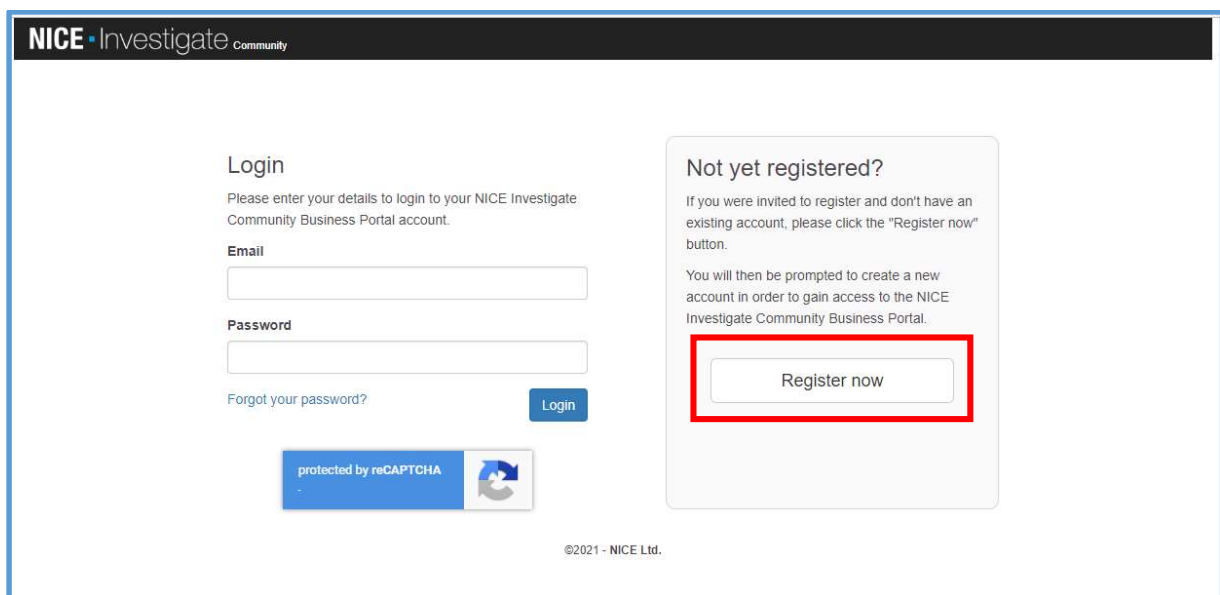 NICE Investigate Community
Login
Please enter your details to login to your NICE Investigate
Community Business Portal account.
Email
Password
Forgot your password?
Login
protected by reCAPTCHA
-
Not yet registered?
If you were invited to register and don't have an
existing account, please click the "Register now"
button.
You will then be prompted to create a new
account in order to gain access to the NICE
Investigate Community Business Portal.
Register now
©2021 - NICE Ltd.